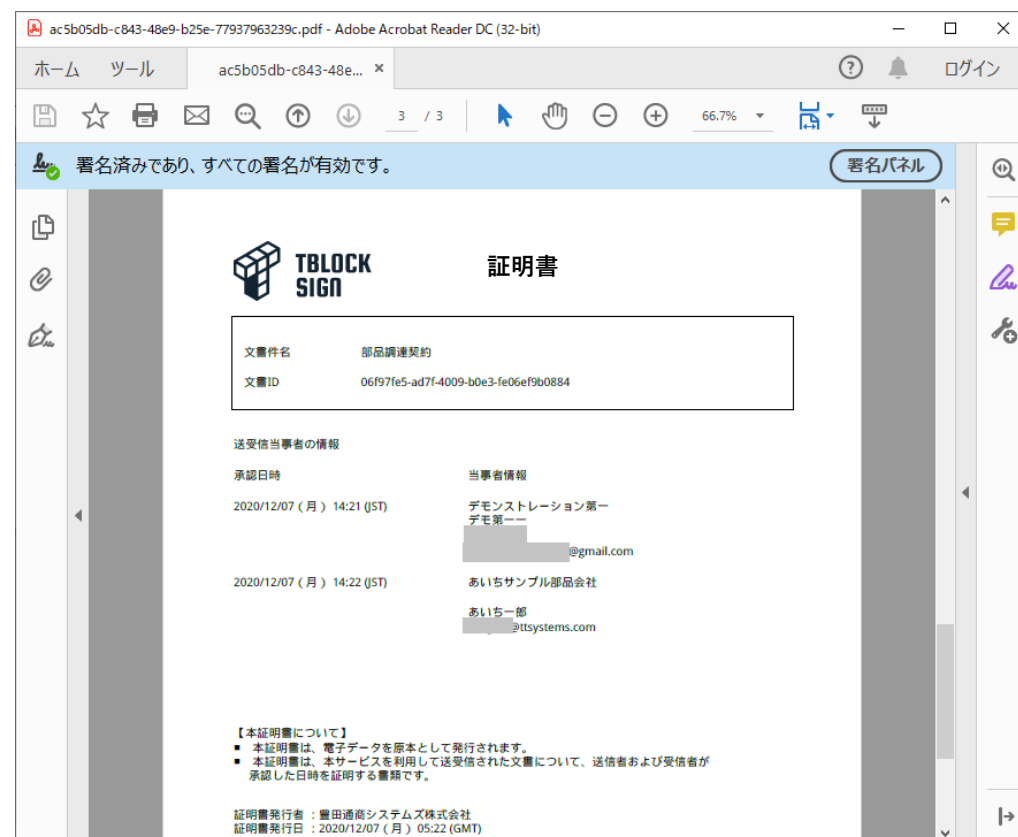 ac5b05db-c843-48e9-b25e-77937963239c.pdf - Adobe Acrobat Reader DC (32-bit)
ホーム ツール ac5b05db-c843-48e... × ログイン
3 / 3 66.7%
署名済みであり、すべての署名が有効です。 署名パネル
TBLOCK SIGN
証明書
文書件名 部品調達契約
文書ID 06f97fe5-ad7f-4009-b0e3-fe06ef9b0884
送受信当事者の情報
承認日時 当事者情報
2020/12/07 ( 月 ) 14:21 (JST) デモンストレーション第一
デモ第一一
@gmail.com
2020/12/07 ( 月 ) 14:22 (JST) あいちサンプル部品会社
あいち一郎
@ttsystems.com
【本証明書について】
■ 本証明書は、電子データを原本として発行されます。
■ 本証明書は、本サービスを利用して送受信された文書について、送信者および受信者が
承認した日時を証明する書類です。
証明書発行者 : 豊田通商システムズ株式会社
証明書発行日 : 2020/12/07 ( 月 ) 05:22 (GMT)